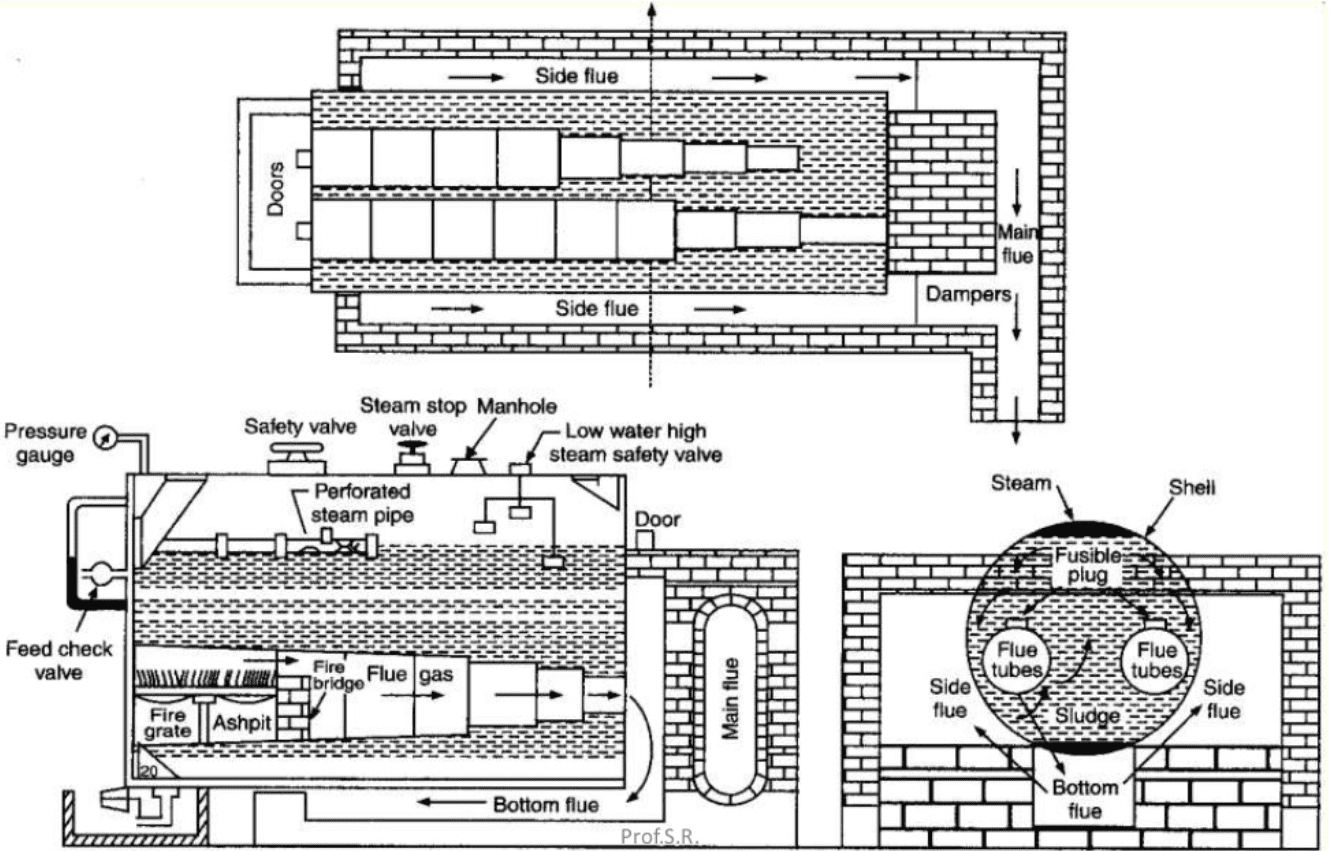 Side flue
Doors
Main
flue
Dampers
Side flue
Pressure
gauge
Safety valve
Steam stop
valve
Manhole
Low water high
steam safety valve
Perforated
steam pipe
Door
Feed check
valve
Fire
bridge
Flue gas
Fire
grate
Ashpit
20
Main flue
Bottom flue
Steam
Shell
Fusible
plug
Flue
tubes
Flue
tubes
Side
flue
Side
flue
Sludge
Bottom
flue
Prof.S.R.